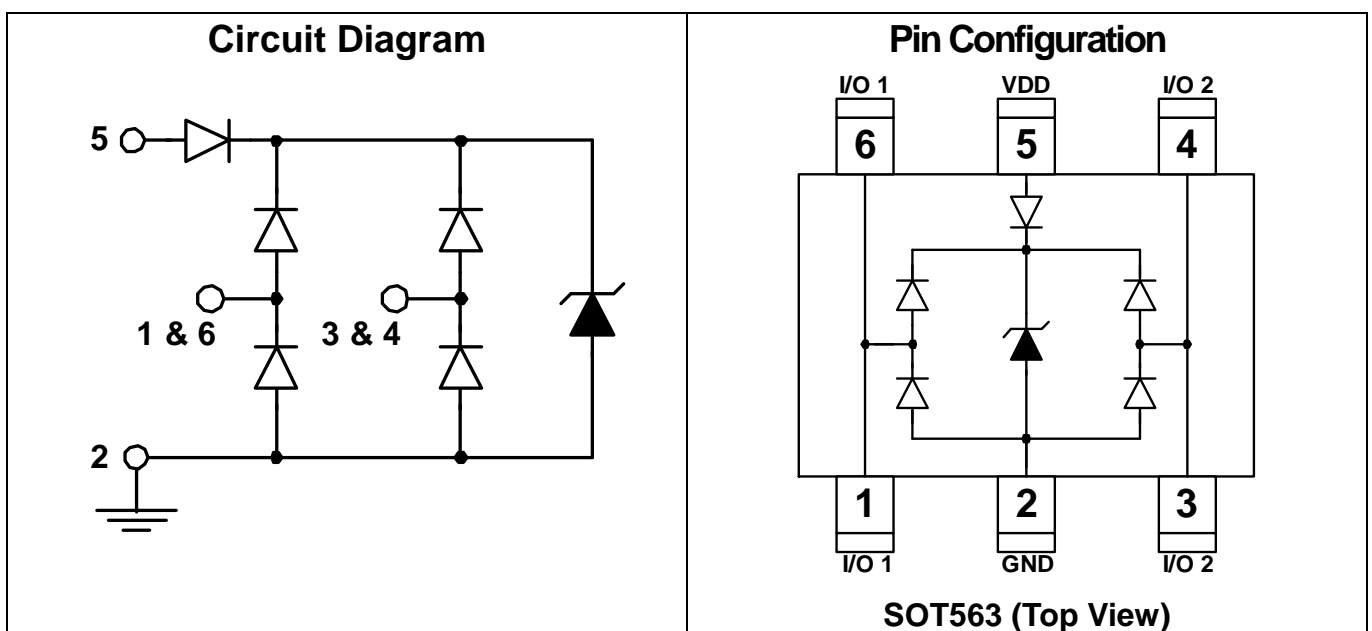 Circuit Diagram
5
1 & 6
3 & 4
2
Pin Configuration
I/O 1
VDD
I/O 2
6
5
4
1
2
3
I/O 1
GND
I/O 2
SOT563 (Top View)